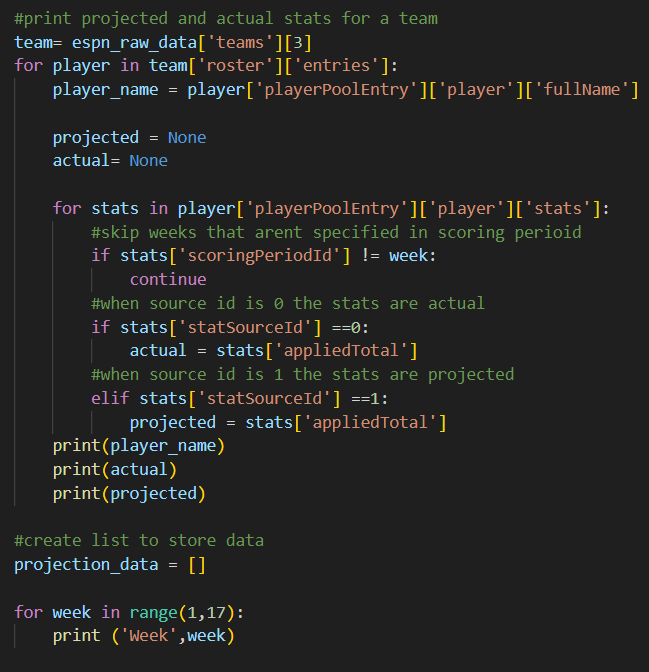 #print projected and actual stats for a team
team= espn_raw_data['teams'][3]
for player in team['roster']['entries']:
    player_name = player['playerPoolEntry']['player']['fullName']

    projected = None
    actual= None

    for stats in player['playerPoolEntry']['player']['stats']:
        #skip weeks that arent specified in scoring perioid
        if stats['scoringPeriodId'] != week:
            continue
        #when source id is 0 the stats are actual
        if stats['statSourceId'] ==0:
            actual = stats['appliedTotal']
        #when source id is 1 the stats are projected
        elif stats['statSourceId'] ==1:
            projected = stats['appliedTotal']
    print(player_name)
    print(actual)
    print(projected)

#create list to store data
projection_data = []

for week in range(1,17):
    print ('Week',week)